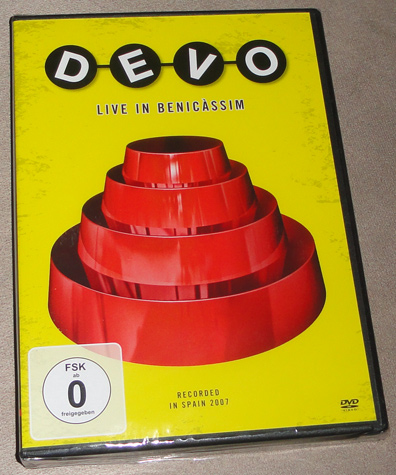 DEVO
LIVE IN BENICÀSSIM
FSK
ab
0
freigegeben
RECORDED
IN SPAIN 2007
DVD